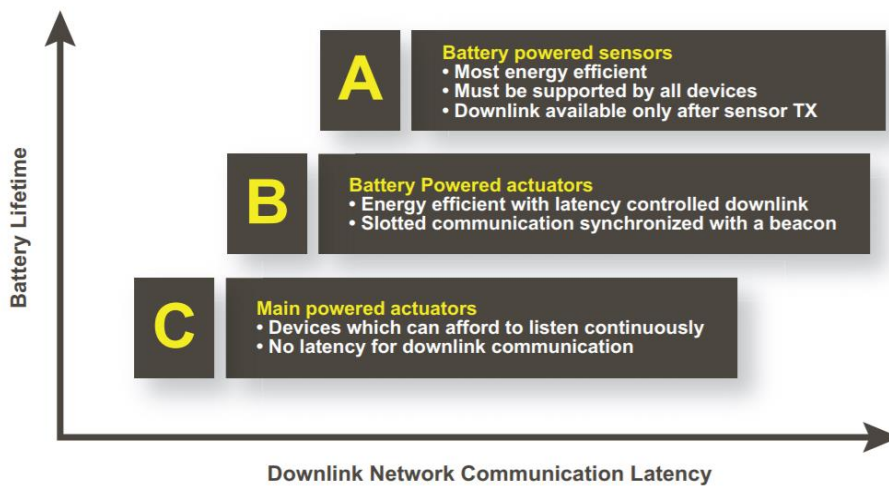 A
Battery powered sensors
• Most energy efficient
• Must be supported by all devices
• Downlink available only after sensor TX
B
Battery Powered actuators
• Energy efficient with latency controlled downlink
• Slotted communication synchronized with a beacon
C
Main powered actuators
• Devices which can afford to listen continuously
• No latency for downlink communication
Battery Lifetime
Downlink Network Communication Latency